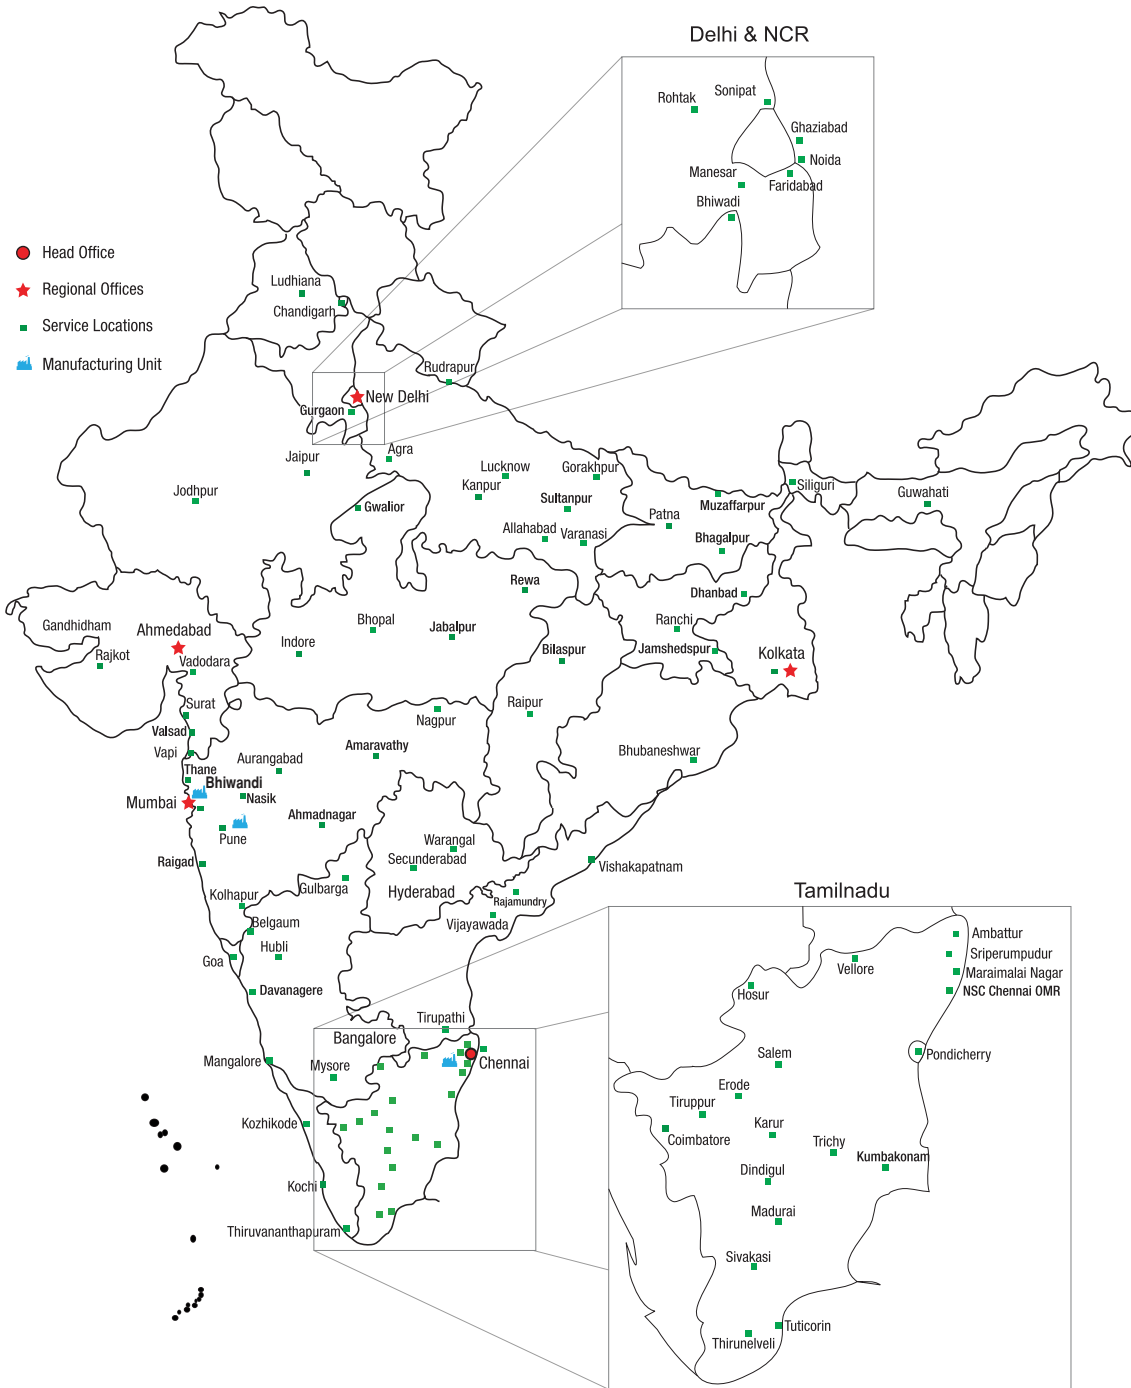 Delhi & NCR
Sonipat
Rohtak
Ghaziabad
Noida
Manesar
Faridabad
Bhiwadi
Head Office
Regional Offices
Service Locations
Manufacturing Unit
Ludhiana
Chandigarh
Rudrapur
New Delhi
Gurgaon
Agra
Jaipur
Lucknow
Gorakhpur
Kanpur
Siliguri
Jodhpur
Sultanpur
Muzaffarpur
Guwahati
Gwalior
Patna
Allahabad
Varanasi
Bhagalpur
Rewa
Dhanbad
Gandhidham
Ahmedabad
Bhopal
Jabalpur
Ranchi
Indore
Bilaspur
Jamshedspur
Kolkata
Rajkot
Vadodara
Surat
Raipur
Nagpur
Valsad
Vapi
Aurangabad
Amaravathy
Bhubaneshwar
Thane
Bhiwandi
Mumbai
Nasik
Ahmadnagar
Pune
Warangal
Raigad
Secunderabad
Vishakapatnam
Gulbarga
Hyderabad
Kolhapur
Rajamundry
Tamilnadu
Belgaum
Vijayawada
Hubli
Goa
Davanagere
Tirupathi
Bangalore
Mangalore
Mysore
Chennai
Kozhikode
Kochi
Thiruvananthapuram
Ambattur
Sriperumpudur
Vellore
Maraimalai Nagar
Hosur
NSC Chennai OMR
Salem
Pondicherry
Erode
Tiruppur
Karur
Coimbatore
Trichy
Kumbakonam
Dindigul
Madurai
Sivakasi
Tuticorin
Thirunelveli